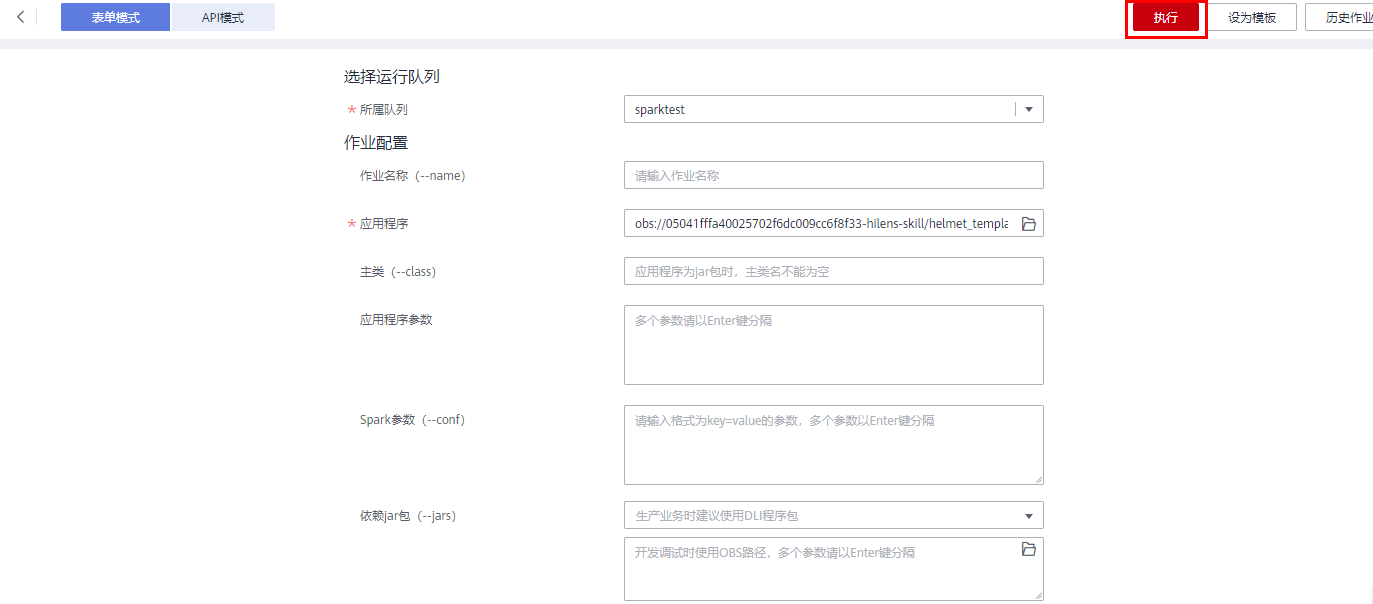 表单模式 API模式 执行 设为模板 历史作业
选择运行队列
* 所属队列 sparktest
作业配置
作业名称（--name） 请输入作业名称
* 应用程序 obs://05041fffa40025702f6dc009cc6f8f33-hilens-skill/helmet_templa
主类（--class） 应用程序为jar包时，主类名不能为空
应用程序参数 多个参数请以Enter键分隔
Spark参数（--conf） 请输入格式为key=value的参数，多个参数以Enter键分隔
依赖jar包（--jars） 生产业务时建议使用DLI程序包
开发调试时使用OBS路径，多个参数请以Enter键分隔